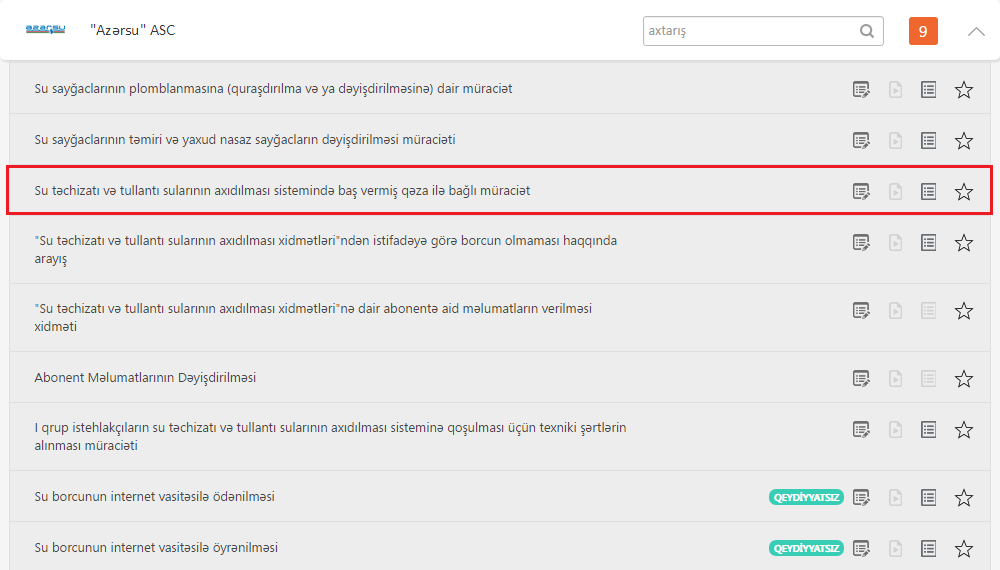 azərsu
"Azərsu" ASC
axtarış
9
Su sayğaclarının plomblanmasına (quraşdırılma və ya dəyişdirilməsinə) dair müraciət
Su sayğaclarının təmiri və yaxud nasaz sayğacların dəyişdirilməsi müraciəti
Su təchizatı və tullantı sularının axıdılması sistemində baş vermiş qəza ilə bağlı müraciət
"Su təchizatı və tullantı sularının axıdılması xidmətləri"ndən istifadəyə görə borcun olmaması haqqında
arayış
"Su təchizatı və tullantı sularının axıdılması xidmətləri"nə dair abonentə aid məlumatların verilməsi
xidməti
Abonent Məlumatlarının Dəyişdirilməsi
I qrup istehlakçıların su təchizatı və tullantı sularının axıdılması sisteminə qoşulması üçün texniki şərtlərin
alınması müraciəti
Su borcunun internet vasitəsilə ödənilməsi
QEYDİYYATSIZ
Su borcunun internet vasitəsilə öyrənilməsi
QEYDİYYATSIZ